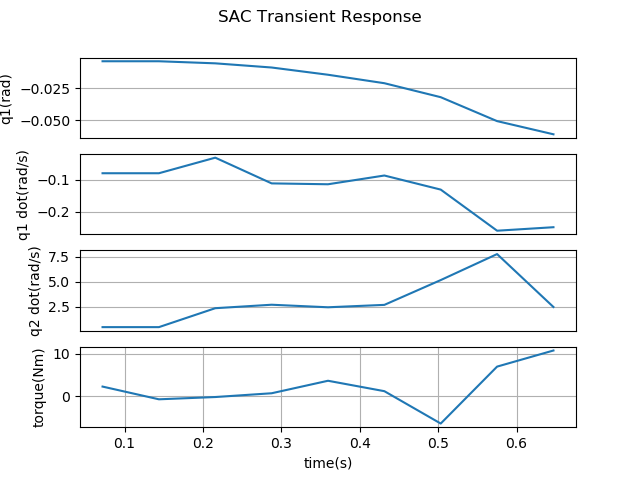 SAC Transient Response
q1(rad)
−0.025
−0.050
q1 dot(rad/s)
−0.1
−0.2
q2 dot(rad/s)
7.5
5.0
2.5
torque(Nm)
10
0
0.1 0.2 0.3 0.4 0.5 0.6
time(s)